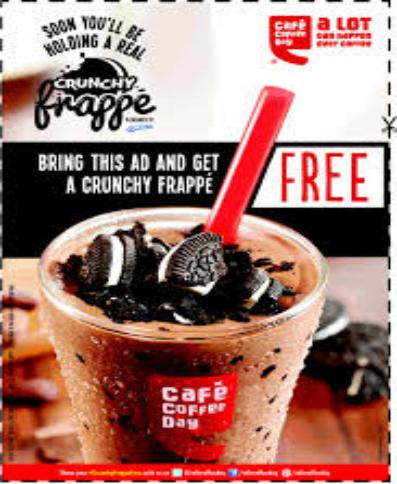 SOON YOU'LL BE
HOLDING A REAL
CRUNCHY
frappé
Café
Coffee
Day
a LOT
can happen
over coffee
BRING THIS AD AND GET
A CRUNCHY FRAPPÉ
FREE
Café
Coffee
Day